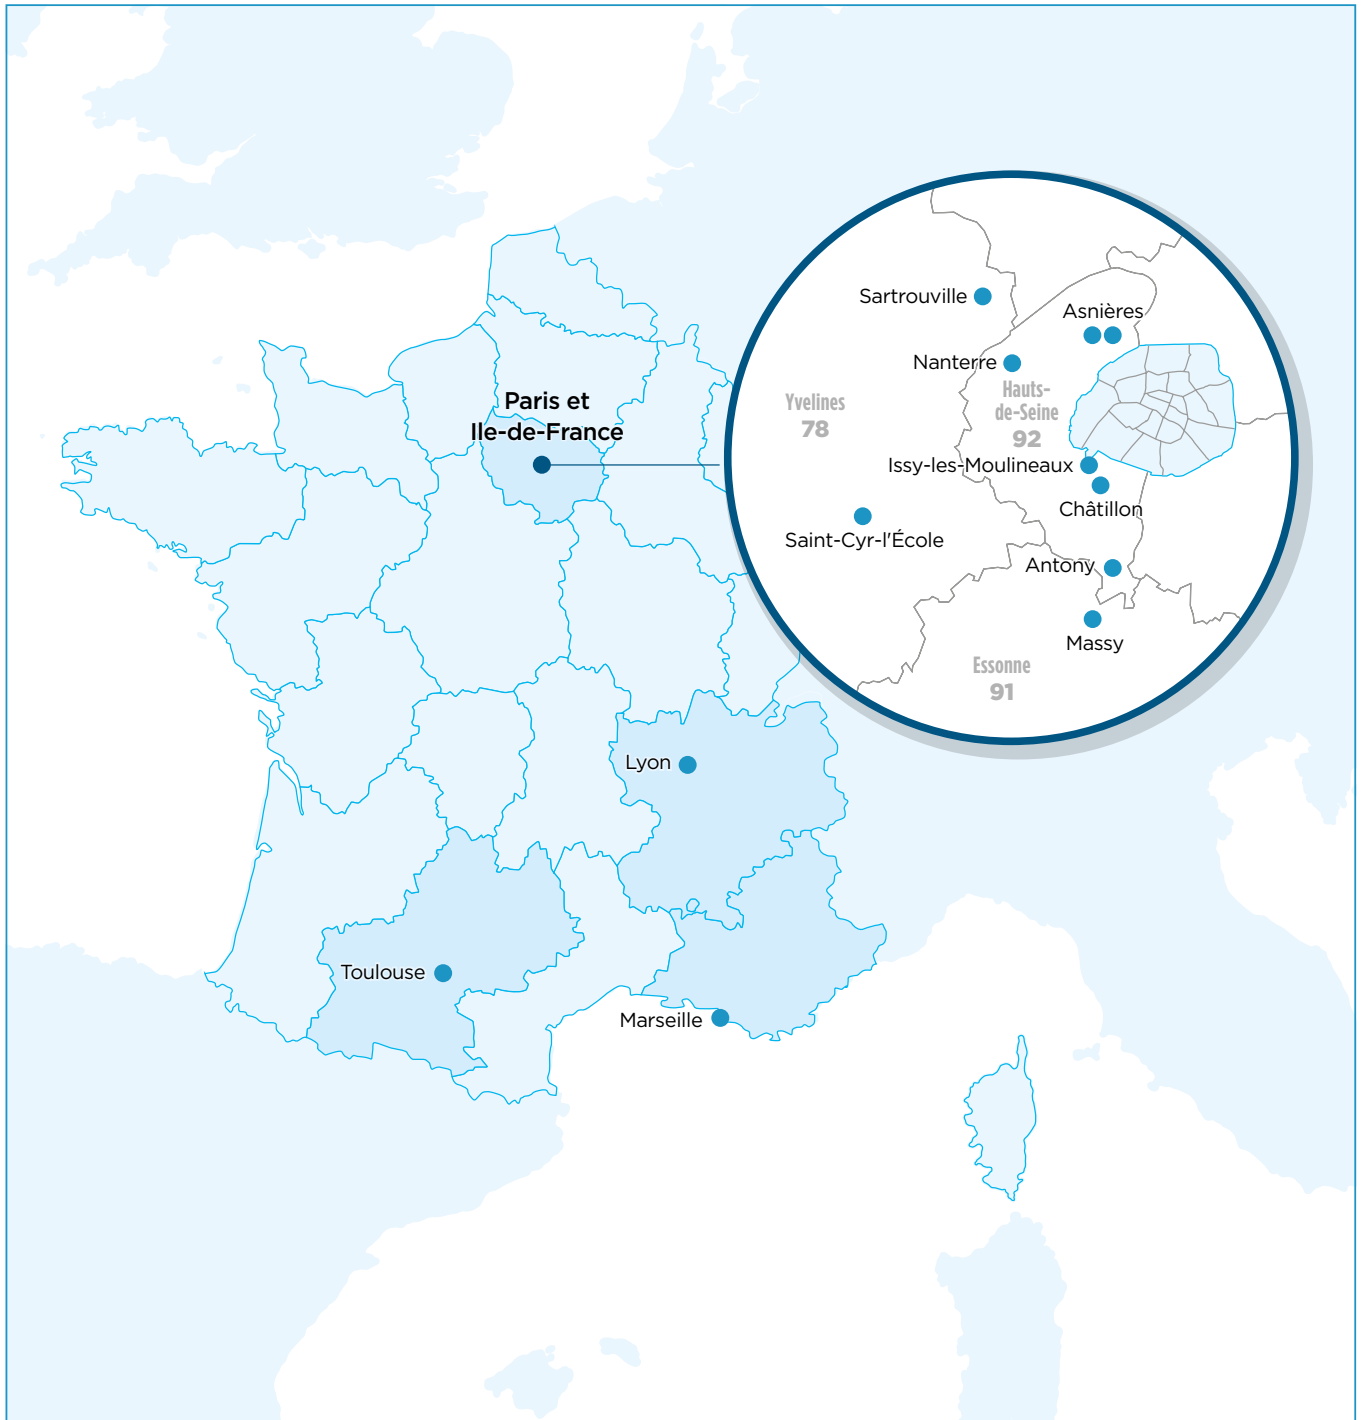 Sartrouville
Asnières
Nanterre
Hauts-
de-Seine
92
Yvelines
78
Paris et
Ile-de-France
Issy-les-Moulineaux
Châtillon
Saint-Cyr-l'École
Antony
Massy
Essonne
91
Lyon
Toulouse
Marseille